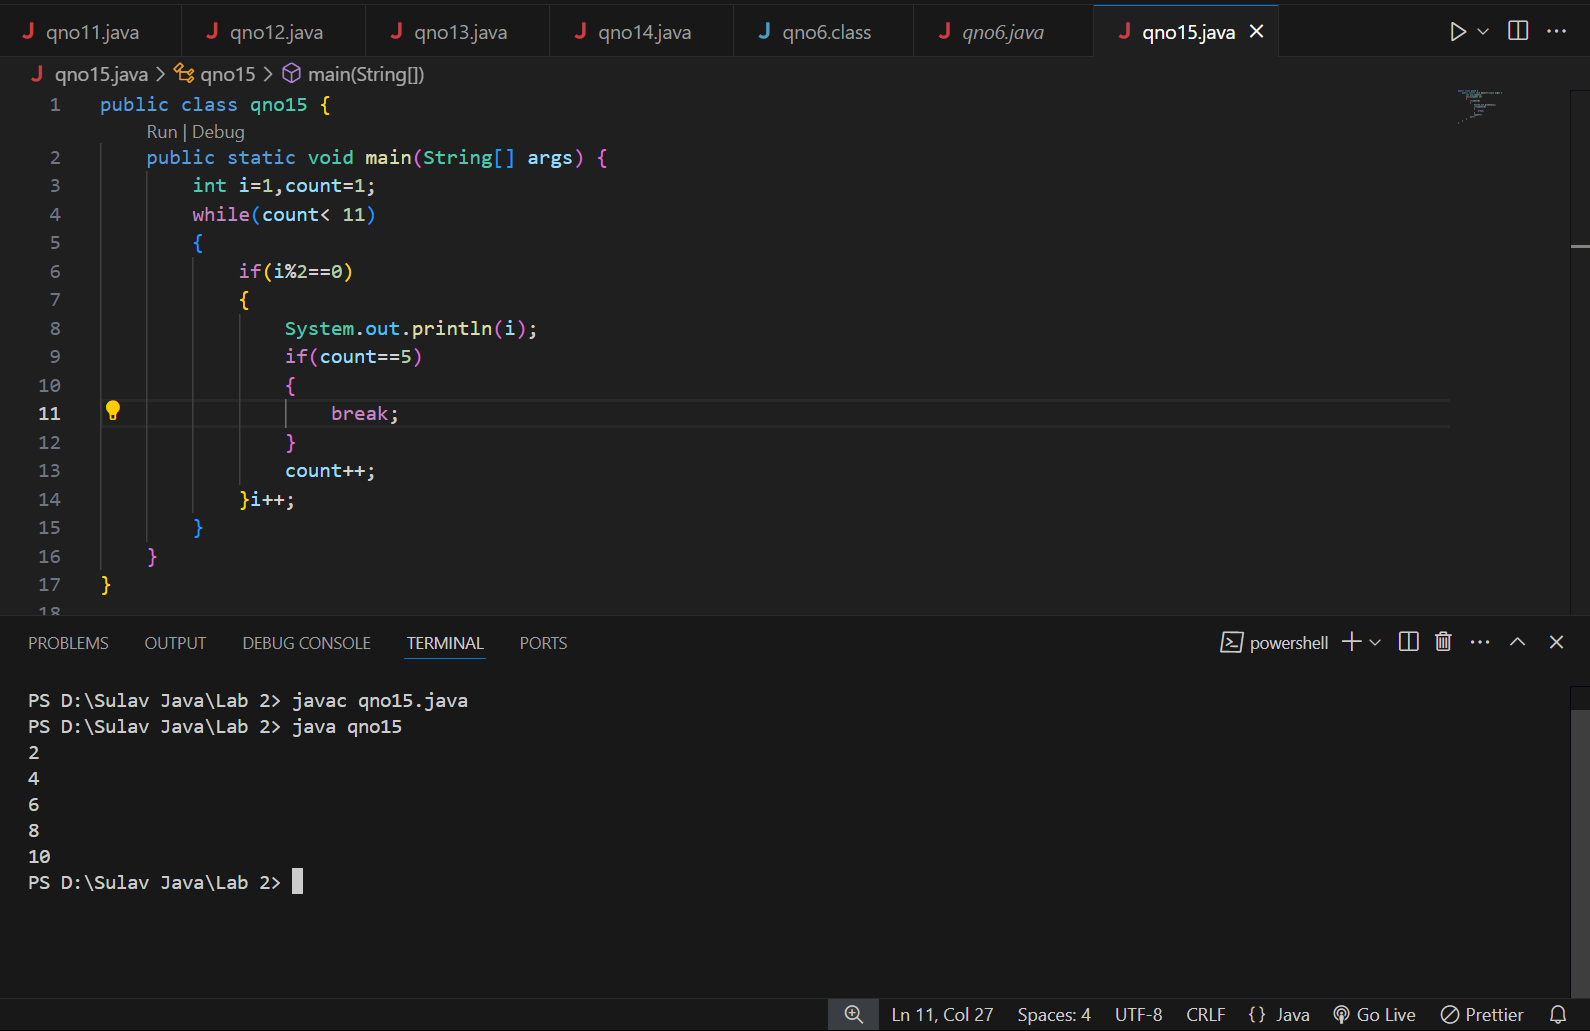 qno11.java qno12.java qno13.java qno14.java qno6.class qno6.java qno15.java
qno15.java > qno15 > main(String[])
1 public class qno15 {
Run | Debug
2 public static void main(String[] args) {
3 int i=1,count=1;
4 while(count< 11)
5 {
6 if(i%2==0)
7 {
8 System.out.println(i);
9 if(count==5)
10 {
11 break;
12 }
13 count++;
14 }i++;
15 }
16 }
17 }
18
PROBLEMS OUTPUT DEBUG CONSOLE TERMINAL PORTS powershell
PS D:\Sulav Java\Lab 2> javac qno15.java
PS D:\Sulav Java\Lab 2> java qno15
2
4
6
8
10
PS D:\Sulav Java\Lab 2>
Ln 11, Col 27 Spaces: 4 UTF-8 CRLF {} Java Go Live Prettier